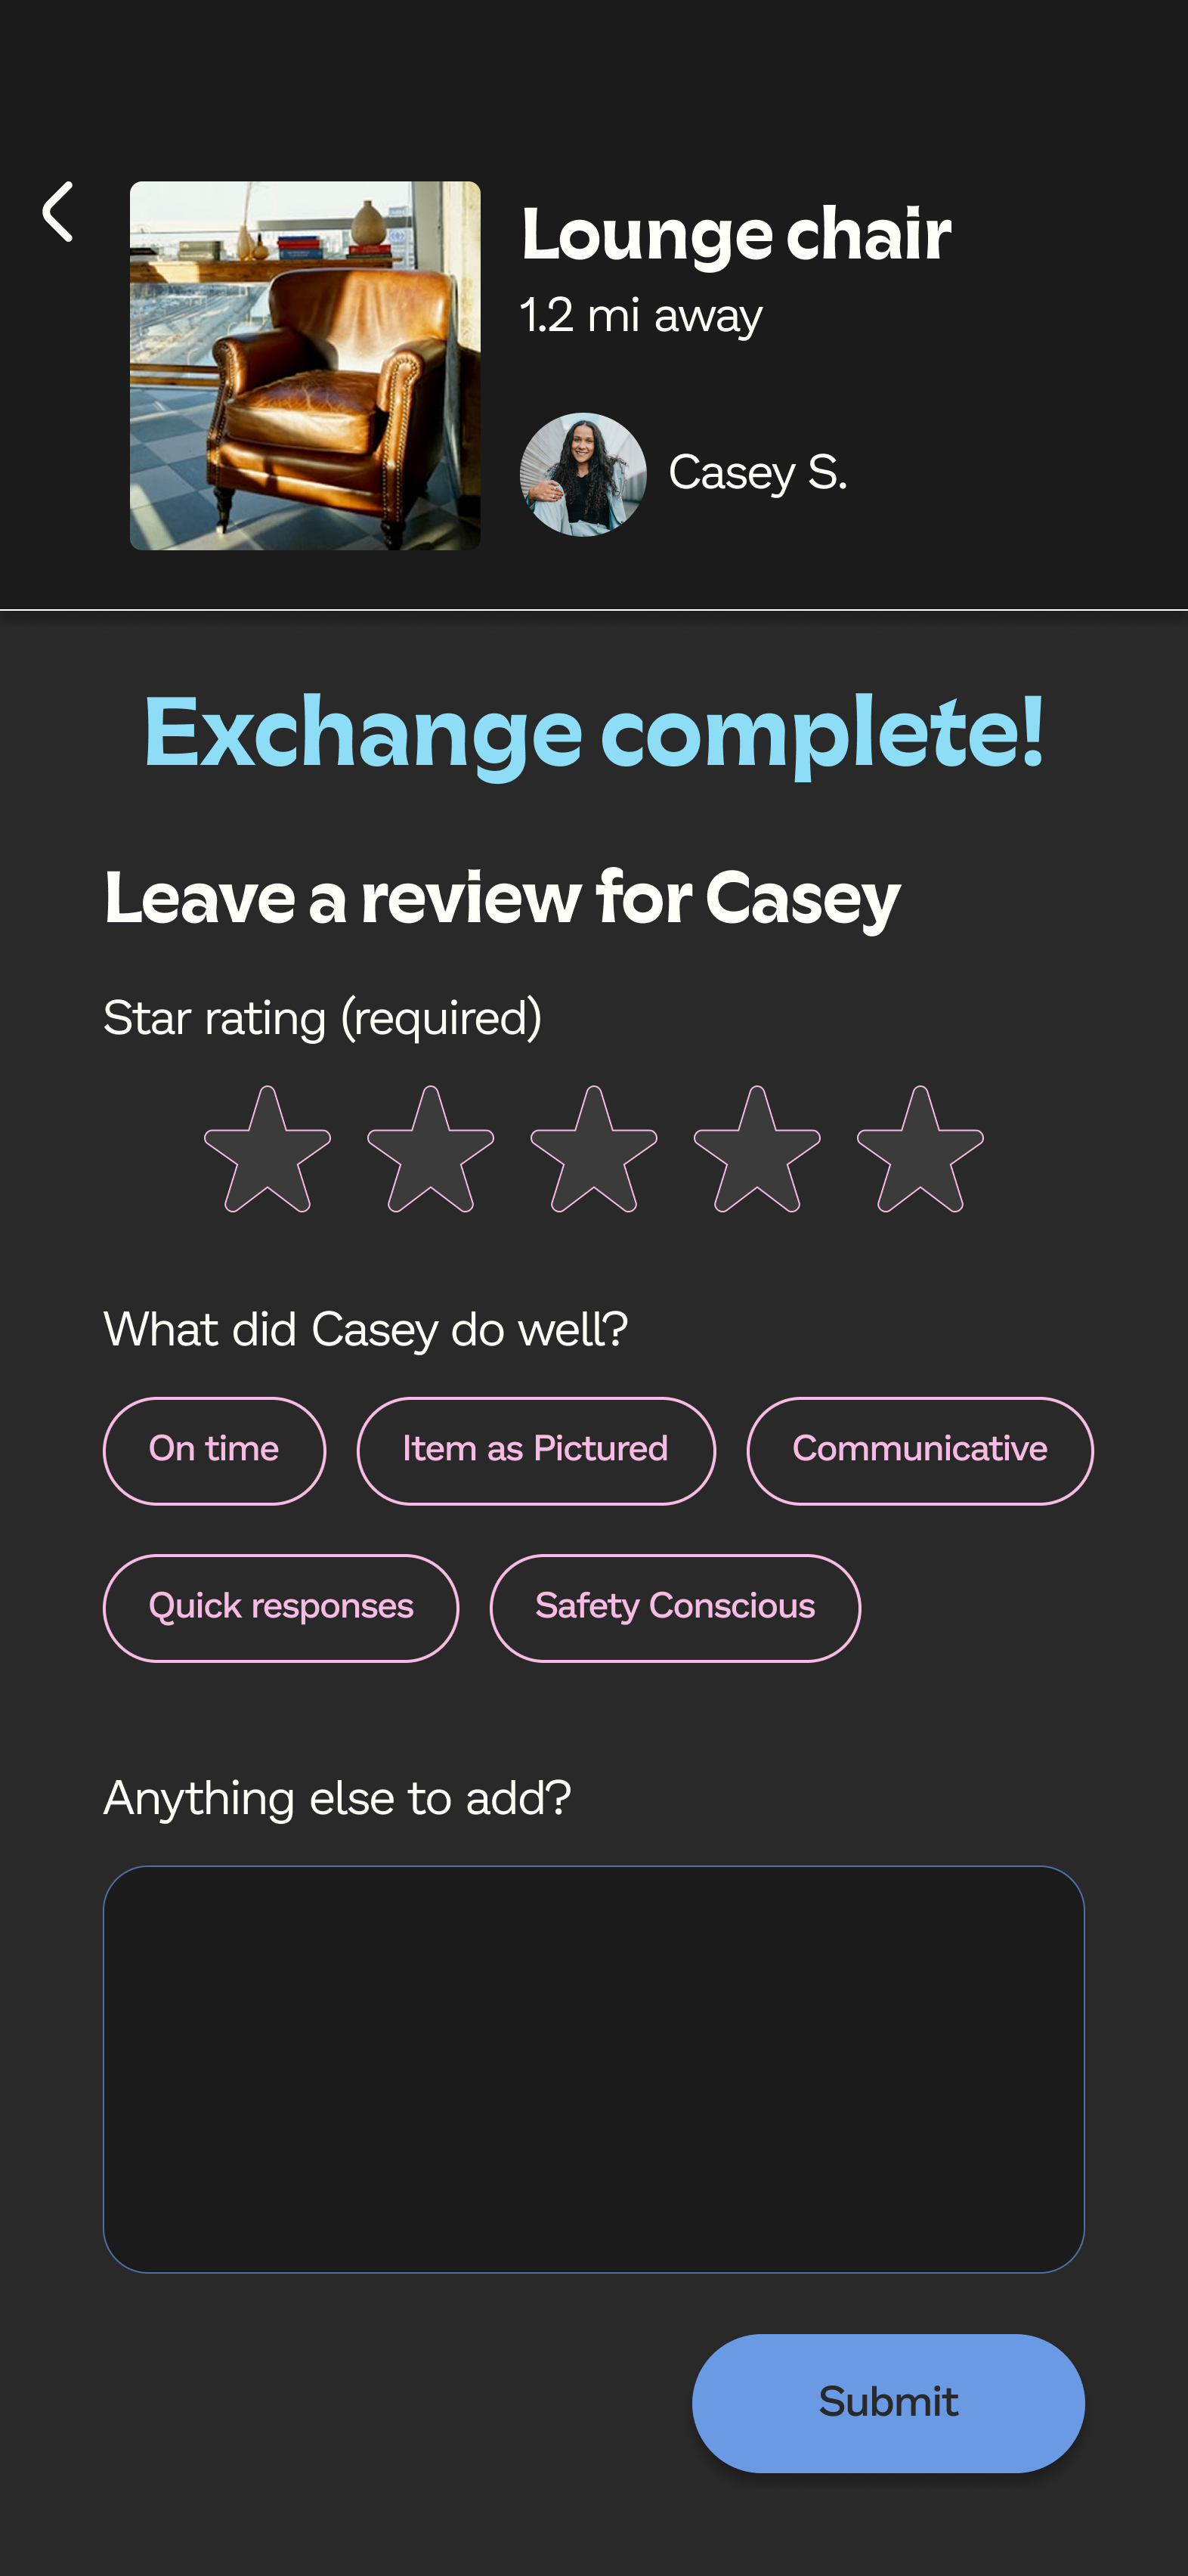 Lounge chair
1.2 mi away
Casey S.
Exchange complete!
Leave a review for Casey
Star rating (required)
What did Casey do well?
On time
Item as Pictured
Communicative
Quick responses
Safety Conscious
Anything else to add?
Submit